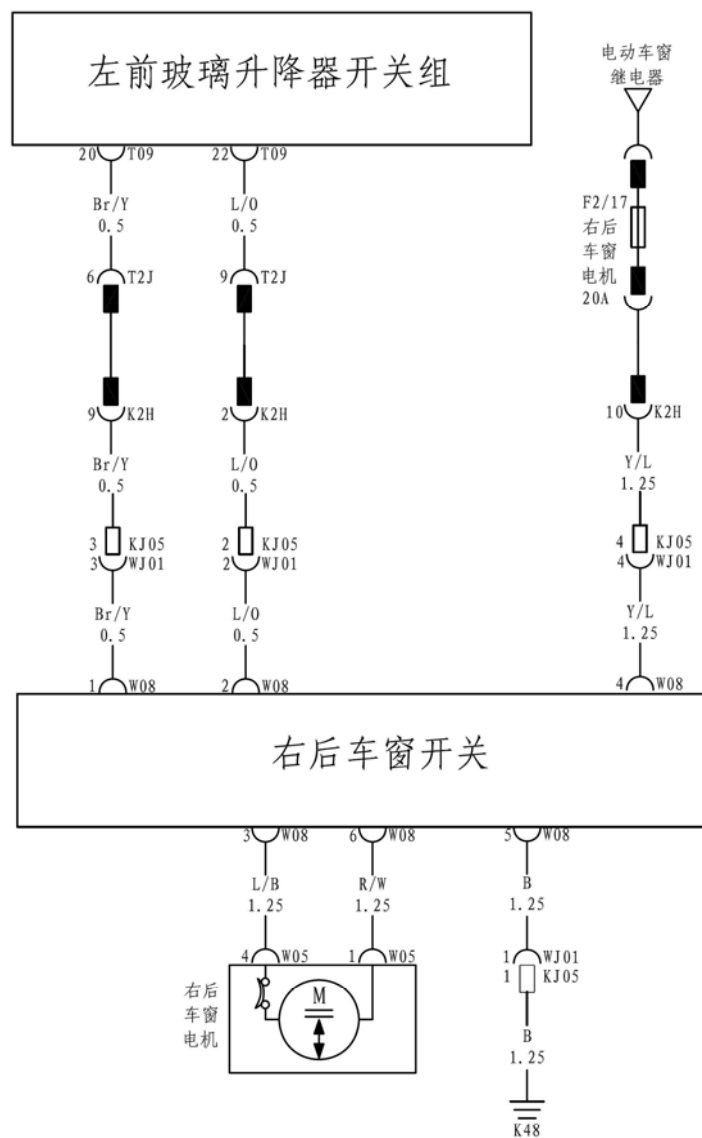 左前玻璃升降器开关组
电动车窗
继电器
20 T09
22 T09
Br/Y
0.5
L/O
0.5
F2/17
右后
车窗
电机
20A
6 T2J
9 T2J
9 K2H
2 K2H
10 K2H
Br/Y
0.5
L/O
0.5
Y/L
1.25
3 KJ05
3 WJ01
2 KJ05
2 WJ01
4 KJ05
4 WJ01
Br/Y
0.5
L/O
0.5
Y/L
1.25
1 W08
2 W08
4 W08
右后车窗开关
3 W08
6 W08
5 W08
L/B
1.25
R/W
1.25
B
1.25
4 W05
1 W05
1 WJ01
1 KJ05
右后
车窗
电机
M
B
1.25
K48